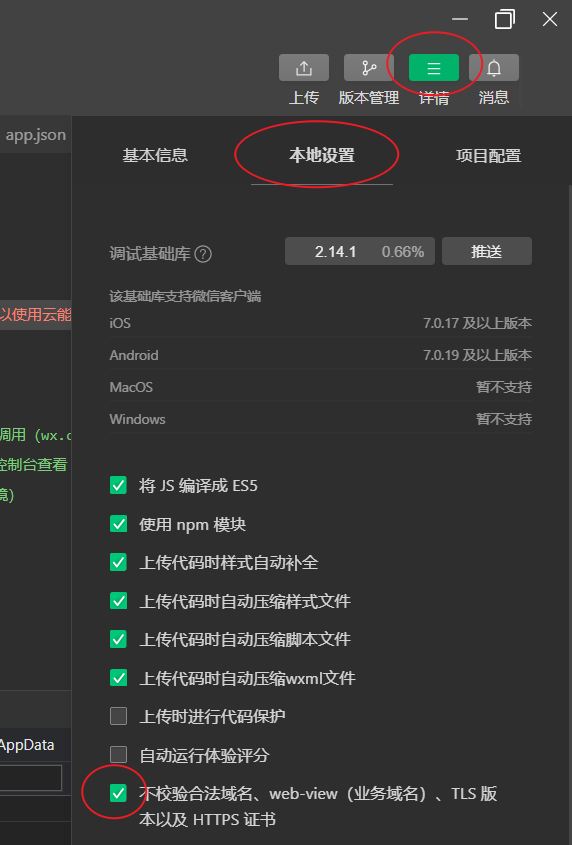 上传 版本管理 详情 消息
app.json
基本信息 本地设置 项目配置
调试基础库 ? 2.14.1 0.66% 推送
以使用云能
该基础库支持微信客户端
iOS 7.0.17 及以上版本
Android 7.0.19 及以上版本
MacOS 暂不支持
Windows 暂不支持
调用（wx.c
控制台查看
将 JS 编译成 ES5
境)
使用 npm 模块
上传代码时样式自动补全
上传代码时自动压缩样式文件
上传代码时自动压缩脚本文件
上传代码时自动压缩wxml文件
上传时进行代码保护
AppData
自动运行体验评分
不校验合法域名、web-view（业务域名）、TLS 版
本以及 HTTPS 证书